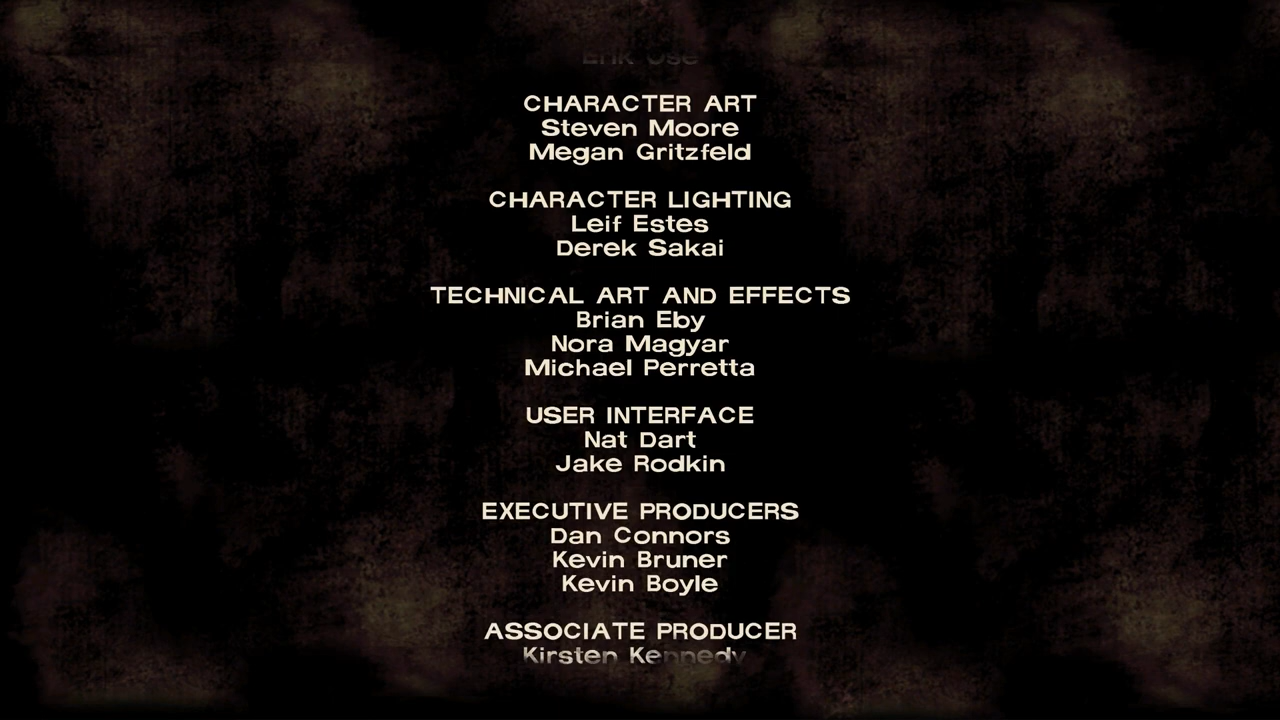 CHARACTER ART
Steven Moore
Megan Gritzfeld
CHARACTER LIGHTING
Leif Estes
Derek Sakai
TECHNICAL ART AND EFFECTS
Brian Eby
Nora Magyar
Michael Perretta
USER INTERFACE
Nat Dart
Jake Rodkin
EXECUTIVE PRODUCERS
Dan Connors
Kevin Bruner
Kevin Boyle
ASSOCIATE PRODUCER
Kirsten Kennedy